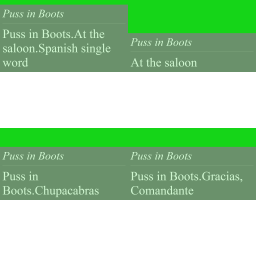 Puss in Boots
Puss in Boots.At the
saloon.Spanish single
word
Puss in Boots
At the saloon
Puss in Boots
Puss in
Boots.Chupacabras
Puss in Boots
Puss in Boots.Gracias,
Comandante